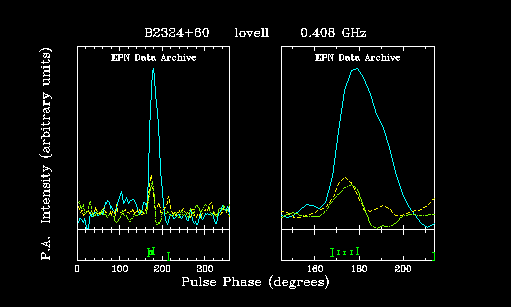 B2324+60 lovell 0.408 GHz
EPN Data Archive EPN Data Archive
P.A. Intensity (arbitrary units)
0 100 200 300 160 180 200
Pulse Phase (degrees)